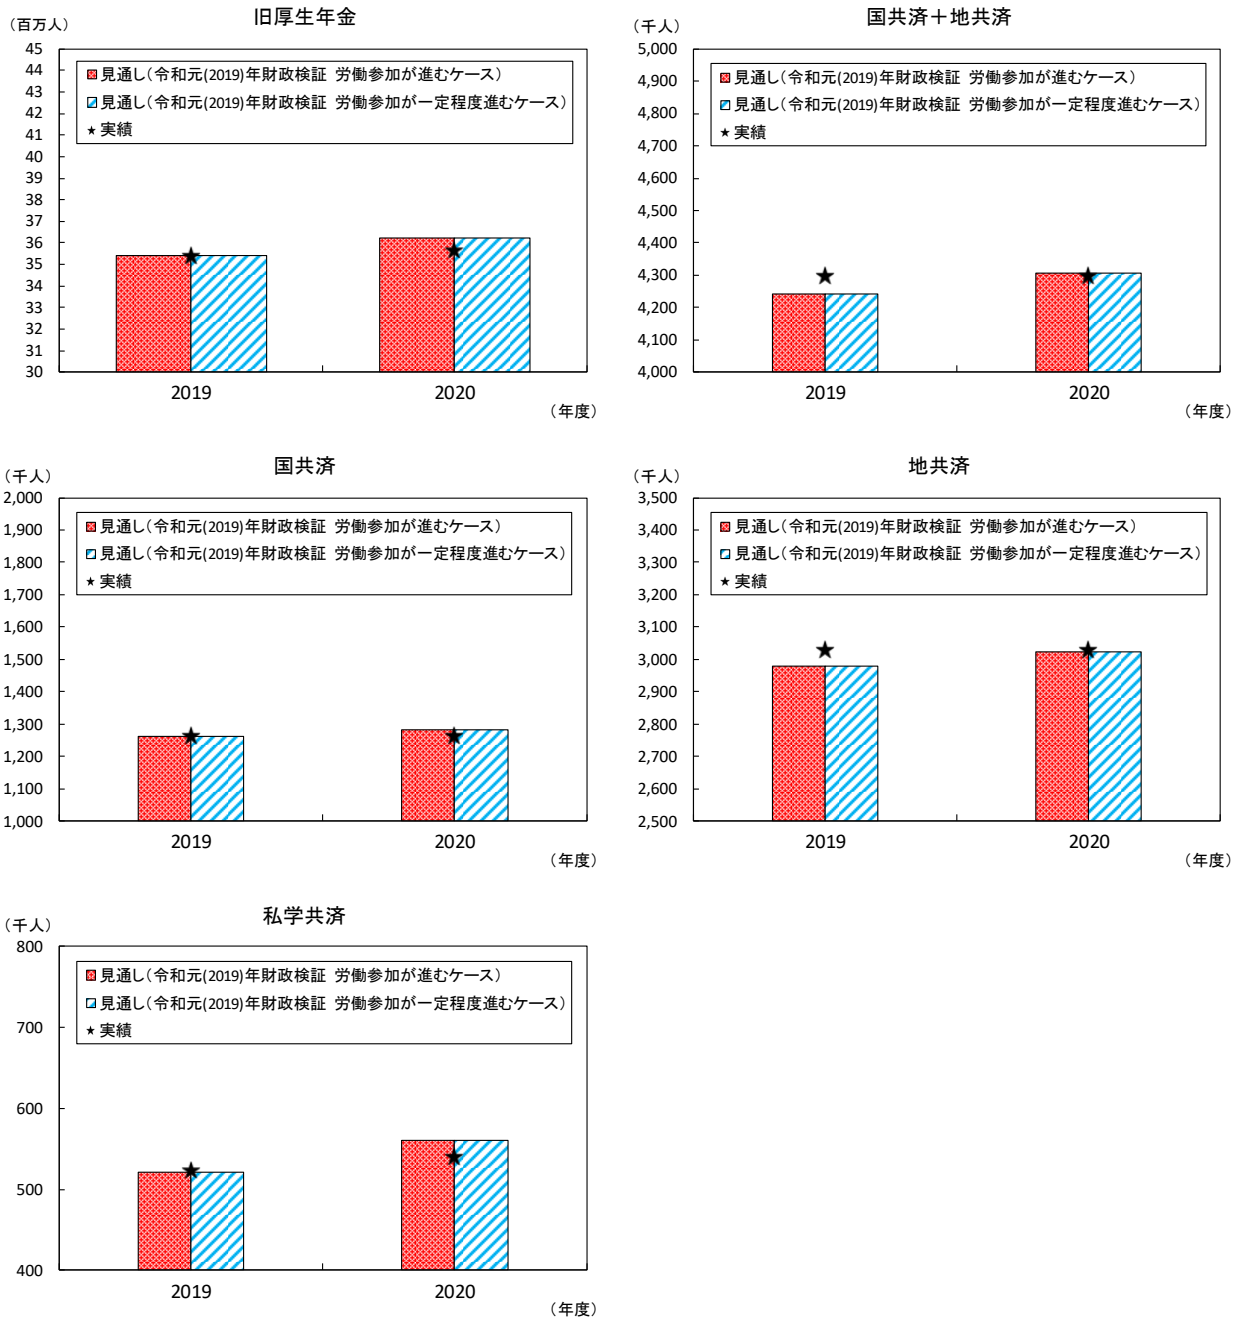 旧厚生年金
（百万人）
45
44
43
42
41
40
39
38
37
36
35
34
33
32
31
30
見通し（令和元(2019)年財政検証 労働参加が進むケース）
見通し（令和元(2019)年財政検証 労働参加が一定程度進むケース）
★実績
2019
2020
（年度）
国共済＋地共済
（千人）
5,000
4,900
4,800
4,700
4,600
4,500
4,400
4,300
4,200
4,100
4,000
見通し（令和元(2019)年財政検証 労働参加が進むケース）
見通し（令和元(2019)年財政検証 労働参加が一定程度進むケース）
★実績
2019
2020
（年度）
国共済
（千人）
2,000
1,900
1,800
1,700
1,600
1,500
1,400
1,300
1,200
1,100
1,000
見通し（令和元(2019)年財政検証 労働参加が進むケース）
見通し（令和元(2019)年財政検証 労働参加が一定程度進むケース）
★実績
2019
2020
（年度）
地共済
（千人）
3,500
3,400
3,300
3,200
3,100
3,000
2,900
2,800
2,700
2,600
2,500
見通し（令和元(2019)年財政検証 労働参加が進むケース）
見通し（令和元(2019)年財政検証 労働参加が一定程度進むケース）
★実績
2019
2020
（年度）
私学共済
（千人）
800
700
600
500
400
見通し（令和元(2019)年財政検証 労働参加が進むケース）
見通し（令和元(2019)年財政検証 労働参加が一定程度進むケース）
★実績
2019
2020
（年度）